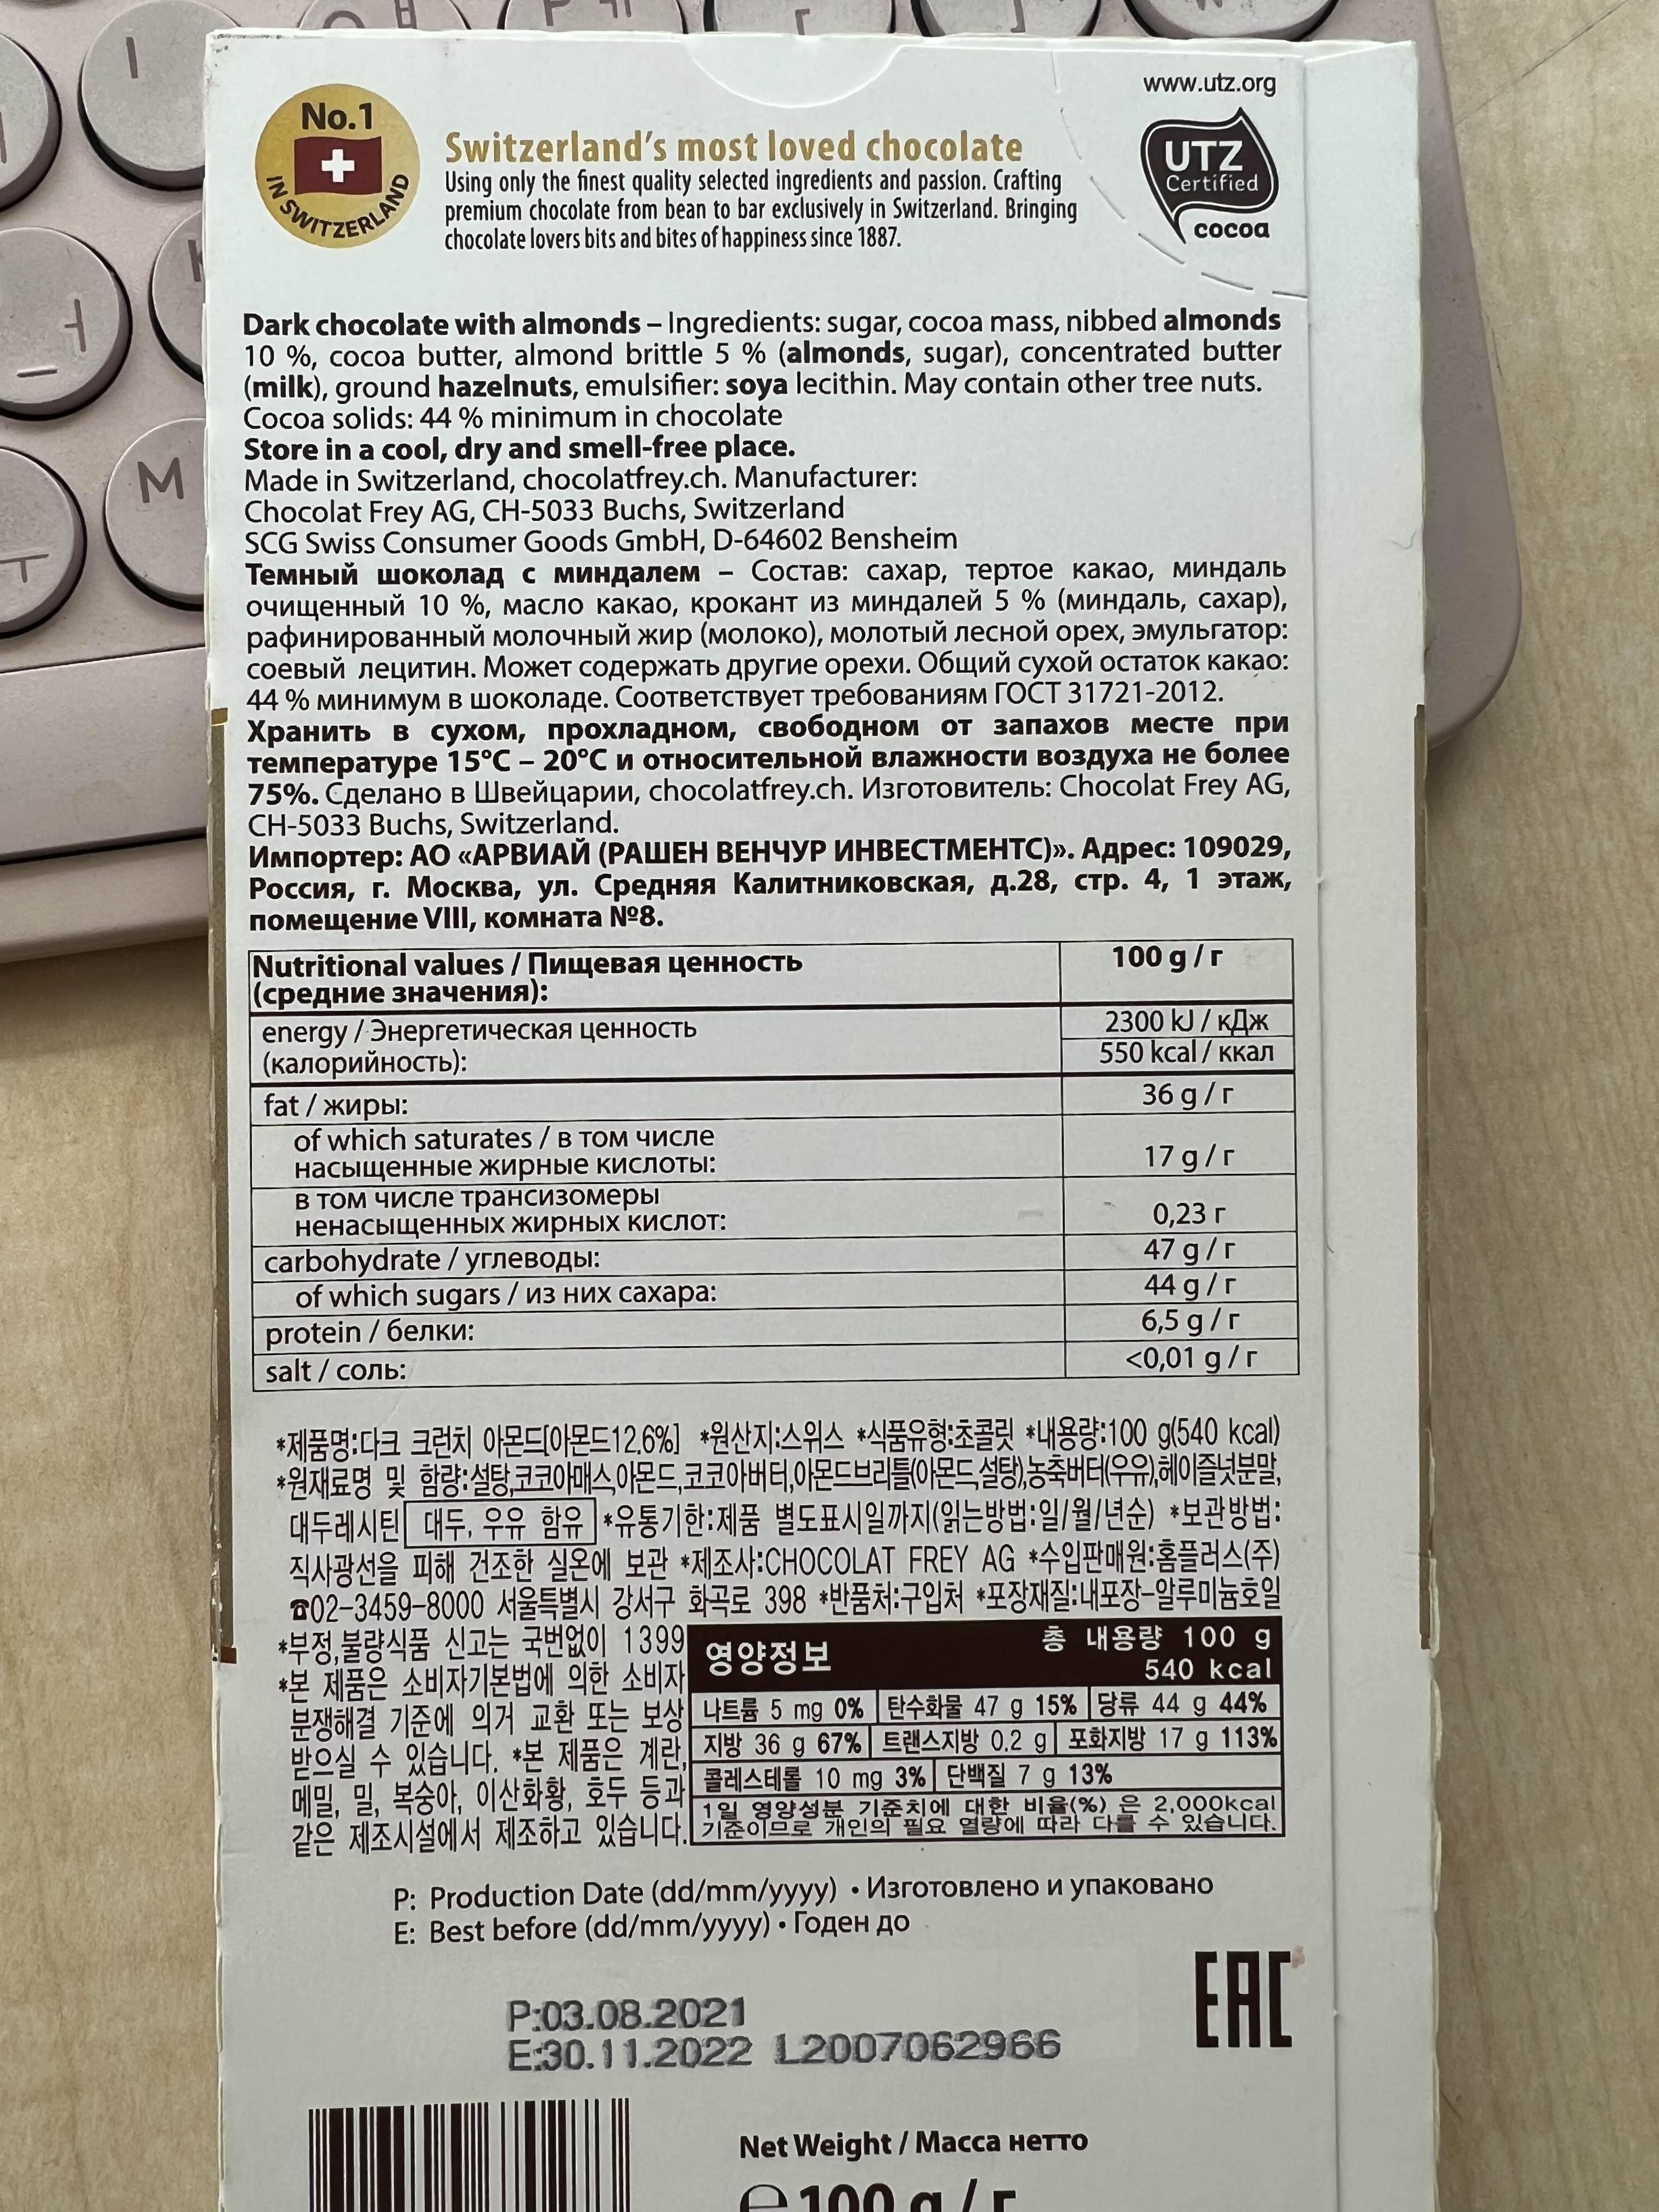 www.utz.org
No.1
IN SWITZERLAND
Switzerland's most loved chocolate
Using only the finest quality selected ingredients and passion. Crafting
premium chocolate from bean to bar exclusively in Switzerland. Bringing
chocolate lovers bits and bites of happiness since 1887.
UTZ
Certified
cocoa
Dark chocolate with almonds – Ingredients: sugar, cocoa mass, nibbed almonds
10 %, cocoa butter, almond brittle 5 % (almonds, sugar), concentrated butter
(milk), ground hazelnuts, emulsifier: soya lecithin. May contain other tree nuts.
Cocoa solids: 44 % minimum in chocolate
Store in a cool, dry and smell-free place.
Made in Switzerland, chocolatfrey.ch. Manufacturer:
Chocolat Frey AG, CH-5033 Buchs, Switzerland
SCG Swiss Consumer Goods GmbH, D-64602 Bensheim
Темный шоколад с миндалем – Состав: сахар, тертое какао, миндаль
очищенный 10 %, масло какао, крокант из миндалей 5 % (миндаль, сахар),
рафинированный молочный жир (молоко), молотый лесной орех, эмульгатор:
соевый лецитин. Может содержать другие орехи. Общий сухой остаток какао:
44 % минимум в шоколаде. Соответствует требованиям ГОСТ 31721-2012.
Хранить в сухом, прохладном, свободном от запахов месте при
температуре 15°C – 20°C и относительной влажности воздуха не более
75%. Сделано в Швейцарии, chocolatfrey.ch. Изготовитель: Chocolat Frey AG,
CH-5033 Buchs, Switzerland.
Импортер: АО «АРВИАЙ (РАШЕН ВЕНЧУР ИНВЕСТМЕНТС)». Адрес: 109029,
Россия, г. Москва, ул. Средняя Калитниковская, д.28, стр. 4, 1 этаж,
помещение VIII, комната №8.
Nutritional values / Пищевая ценность 100 g / г
(средние значения):
energy / Энергетическая ценность 2300 kJ / кДж
(калорийность): 550 kcal / ккал
fat / жиры: 36 g / г
of which saturates / в том числе
насыщенные жирные кислоты: 17 g / г
в том числе трансизомеры
ненасыщенных жирных кислот: 0,23 г
carbohydrate / углеводы: 47 g / г
of which sugars / из них сахара: 44 g / г
protein / белки: 6,5 g / г
salt / соль: <0,01 g / г
*제품명:다크 크런치 아몬드[아몬드12.6%] *원산지:스위스 *식품유형:초콜릿 *내용량:100 g(540 kcal)
*원재료명 및 함량:설탕,코코아매스,아몬드,코코아버터,아몬드브리틀(아몬드,설탕),농축버터(우유),헤이즐넛분말,
대두레시틴 대두, 우유 함유 *유통기한:제품 별도표시일까지(읽는방법:일/월/년순) *보관방법:
직사광선을 피해 건조한 실온에 보관 *제조사:CHOCOLAT FREY AG *수입판매원:홈플러스(주)
☎02-3459-8000 서울특별시 강서구 화곡로 398 *반품처:구입처 *포장재질:내포장-알루미늄호일
*부정,불량식품 신고는 국번없이 1399
*본 제품은 소비자기본법에 의한 소비자
분쟁해결 기준에 의거 교환 또는 보상
받으실 수 있습니다. *본 제품은 계란,
메밀, 밀, 복숭아, 이산화황, 호두 등과
같은 제조시설에서 제조하고 있습니다.
영양정보 총 내용량 100 g
540 kcal
나트륨 5 mg 0% 탄수화물 47 g 15% 당류 44 g 44%
지방 36 g 67% 트랜스지방 0.2 g 포화지방 17 g 113%
콜레스테롤 10 mg 3% 단백질 7 g 13%
1일 영양성분 기준치에 대한 비율(%) 은 2,000kcal
기준이므로 개인의 필요 열량에 따라 다를 수 있습니다.
P: Production Date (dd/mm/yyyy) • Изготовлено и упаковано
E: Best before (dd/mm/yyyy) • Годен до
EAC
P:03.08.2021
E:30.11.2022 L2007062966
Net Weight / Масса нетто
℮ 100 g / г